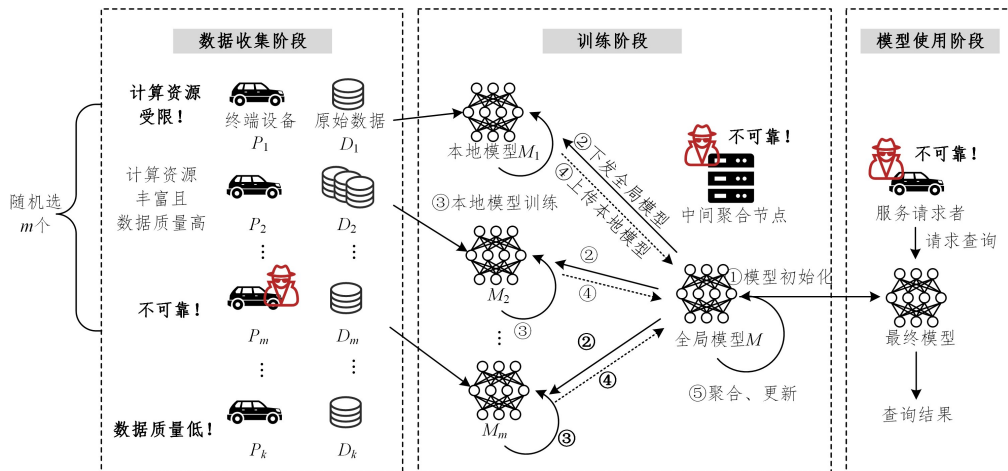 数据收集阶段
训练阶段
模型使用阶段
计算资源
受限！
终端设备
原始数据
P₁
D₁
随机选
m个
计算资源
丰富且
数据质量高
P₂
D₂
不可靠！
Pₘ
Dₘ
数据质量低！
Pₖ
Dₖ
本地模型M₁
③本地模型训练
②下发全局模型
④上传本地模型
M₂
②
④
③
②
④
Mₘ
③
不可靠！
中间聚合节点
①模型初始化
全局模型M
⑤聚合、更新
不可靠！
服务请求者
请求查询
最终模型
查询结果